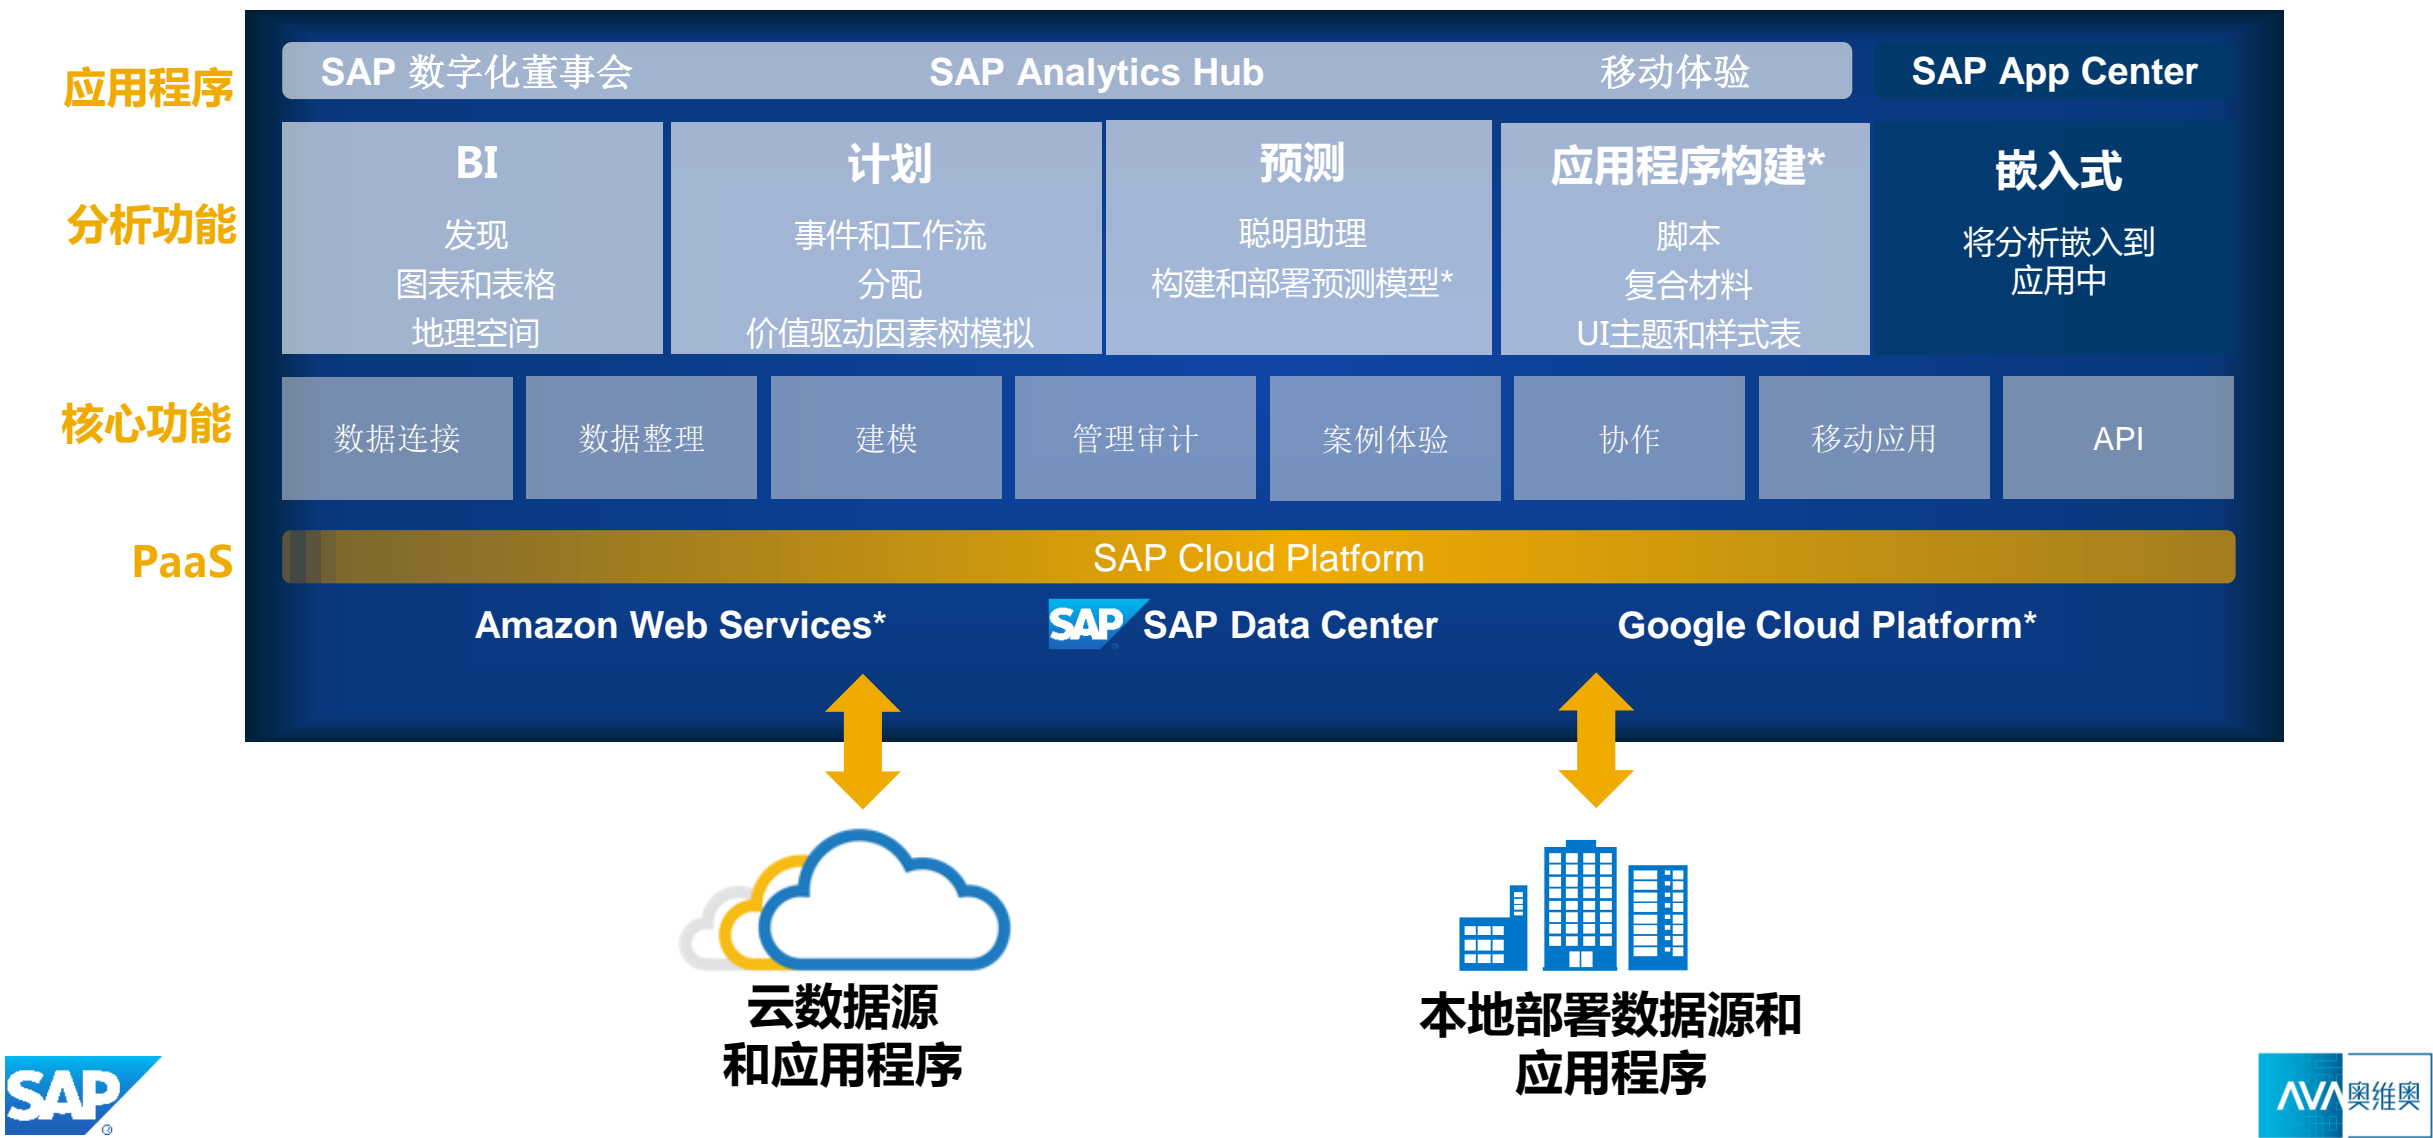 应用程序
SAP 数字化董事会
SAP Analytics Hub
移动体验
SAP App Center
分析功能
BI
发现
图表和表格
地理空间
计划
事件和工作流
分配
价值驱动因素树模拟
预测
聪明助理
构建和部署预测模型*
应用程序构建*
脚本
复合材料
UI主题和样式表
嵌入式
将分析嵌入到
应用中
核心功能
数据连接
数据整理
建模
管理审计
案例体验
协作
移动应用
API
PaaS
SAP Cloud Platform
Amazon Web Services*
SAP
SAP Data Center
Google Cloud Platform*
云数据源
和应用程序
本地部署数据源和
应用程序
SAP
AVA奥维奥